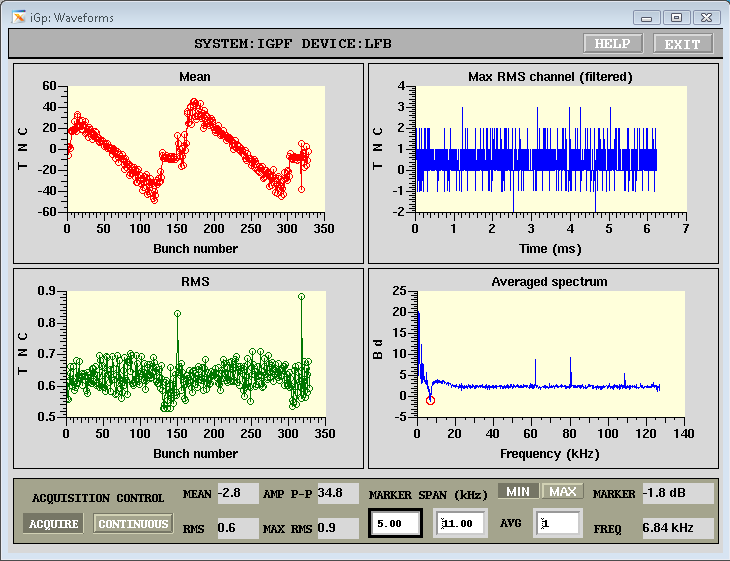 iGp: Waveforms
SYSTEM:IGPF DEVICE:LFB
HELP
EXIT
Mean
CNT
60
40
20
0
-20
-40
-60
0 50 100 150 200 250 300 350
Bunch number
Max RMS channel (filtered)
CNT
4
3
2
1
0
-1
-2
0 1 2 3 4 5 6 7
Time (ms)
RMS
CNT
0.9
0.8
0.7
0.6
0.5
0 50 100 150 200 250 300 350
Bunch number
Averaged spectrum
dB
25
20
15
10
5
0
-5
0 20 40 60 80 100 120 140
Frequency (kHz)
ACQUISITION CONTROL
ACQUIRE CONTINUOUS
MEAN -2.8 AMP P-P 34.8
RMS 0.6 MAX RMS 0.9
MARKER SPAN (kHz) MIN MAX
5.00 11.00 AVG 1
MARKER -1.8 dB
FREQ 6.84 kHz